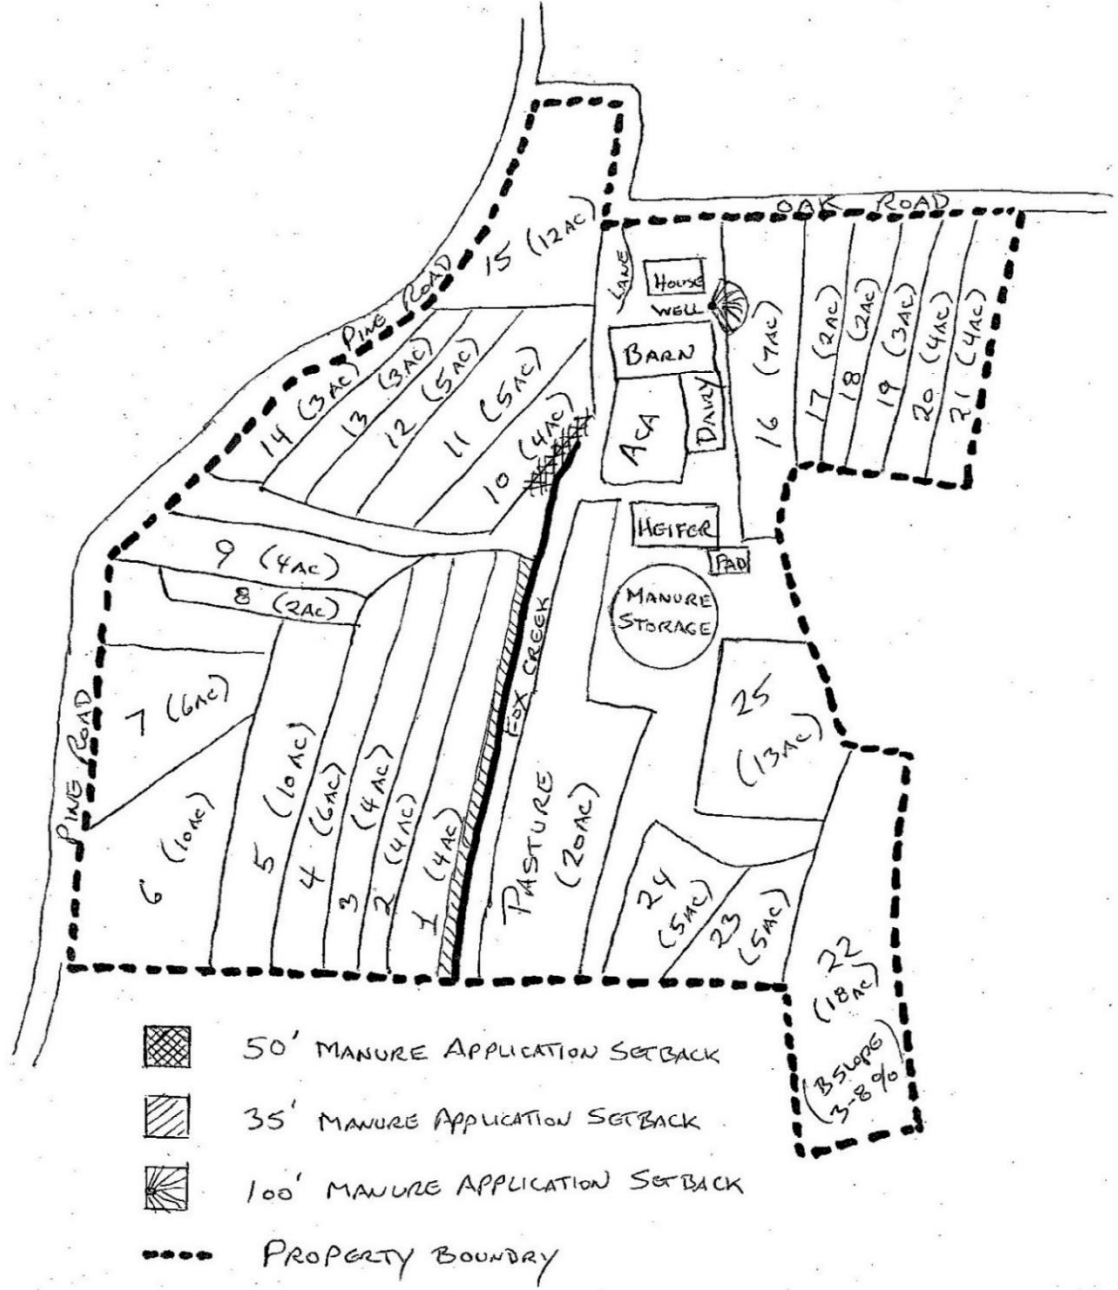 OAK ROAD
15 (12AC)
LANE
HOUSE
WELL
PINE ROAD
BARN
DAIRY
ACA
14 (3AC)
13 (3AC)
12 (5AC)
11 (5AC)
10 (4AC)
16 (7AC)
17 (2AC)
18 (2AC)
19 (3AC)
20 (4AC)
21 (4AC)
HEIFER
PAD
9 (4AC)
8 (2AC)
MANURE
STORAGE
FOX CREEK
7 (6AC)
PINE ROAD
6 (10AC)
5 (10AC)
4 (6AC)
3 (4AC)
2 (4AC)
1 (4AC)
PASTURE
(20AC)
25
(13AC)
24
(5AC)
23
(5AC)
22
(18AC)
(B SLOPE
3-8%)
50' MANURE APPLICATION SETBACK
35' MANURE APPLICATION SETBACK
100' MANURE APPLICATION SETBACK
PROPERTY BOUNDRY